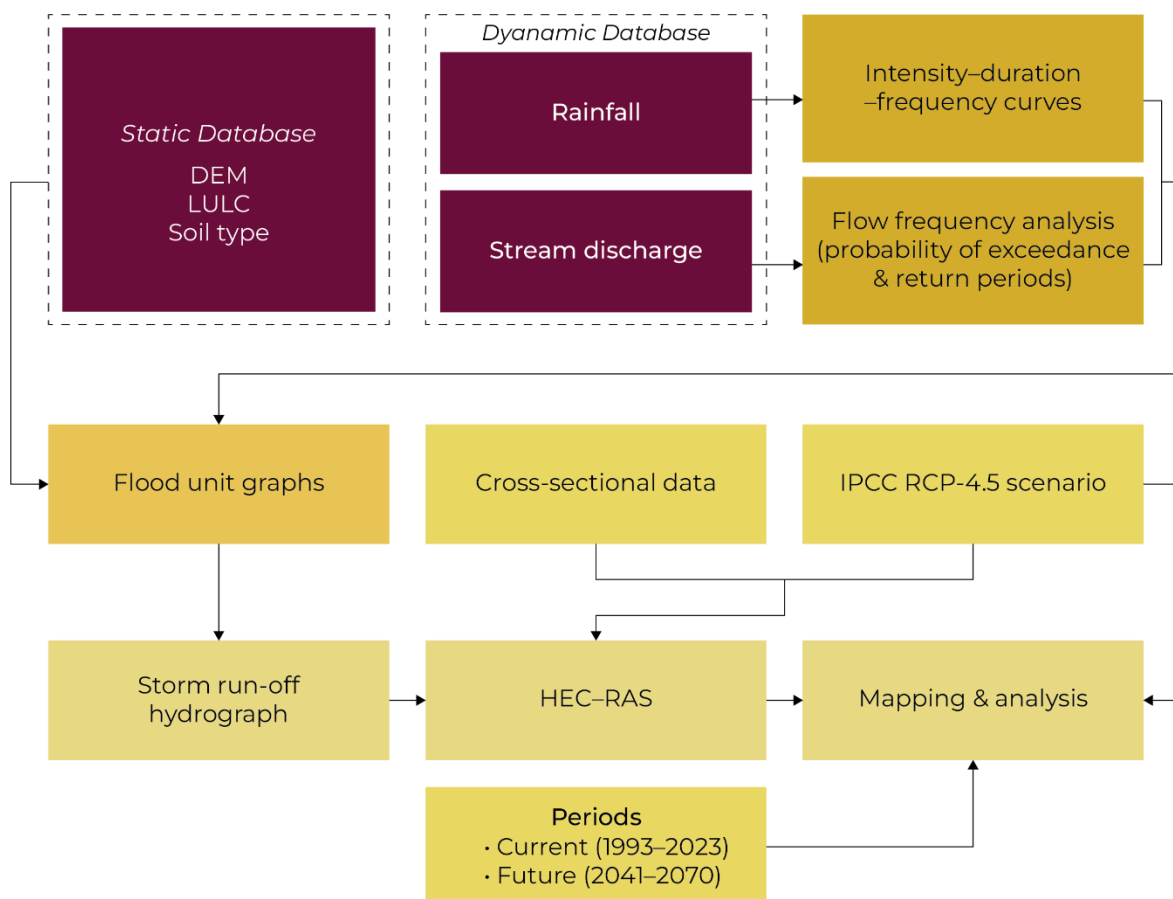 Static Database
DEM
LULC
Soil type
Dyanamic Database
Rainfall
Stream discharge
Intensity–duration
–frequency curves
Flow frequency analysis
(probability of exceedance
& return periods)
Flood unit graphs
Cross-sectional data
IPCC RCP-4.5 scenario
Storm run-off
hydrograph
HEC–RAS
Mapping & analysis
Periods
· Current (1993–2023)
· Future (2041–2070)